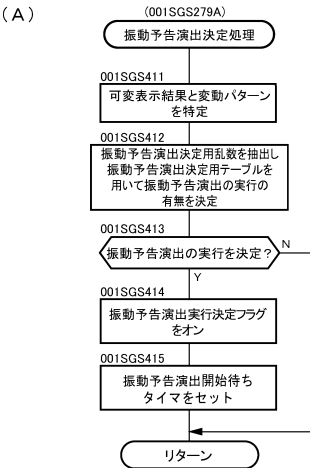 (A)
(001SGS279A)
振動予告演出決定処理
001SGS411
可変表示結果と変動パターン
を特定
001SGS412
振動予告演出決定用乱数を抽出し
振動予告演出決定用テーブルを
用いて振動予告演出の実行の
有無を決定
001SGS413
振動予告演出の実行を決定?
N
Y
001SGS414
振動予告演出実行決定フラグ
をオン
001SGS415
振動予告演出開始待ち
タイマをセット
リターン